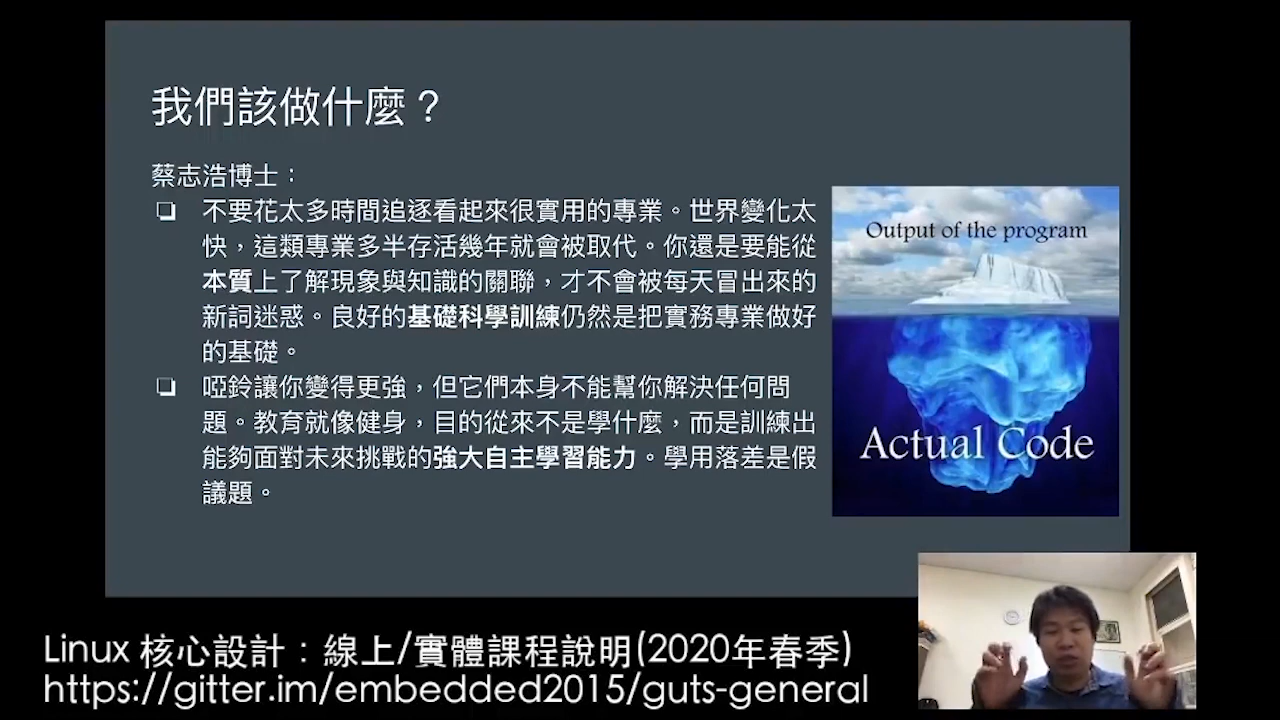 我們該做什麼？
蔡志浩博士：
❏ 不要花太多時間追逐看起來很實用的專業。世界變化太
快，這類專業多半存活幾年就會被取代。你還是要能從
本質上了解現象與知識的關聯，才不會被每天冒出來的
新詞迷惑。良好的基礎科學訓練仍然是把實務專業做好
的基礎。
❏ 啞鈴讓你變得更強，但它們本身不能幫你解決任何問
題。教育就像健身，目的從來不是學什麼，而是訓練出
能夠面對未來挑戰的強大自主學習能力。學用落差是假
議題。
Output of the program
Actual Code
Linux 核心設計：線上/實體課程說明(2020年春季)
https://gitter.im/embedded2015/guts-general